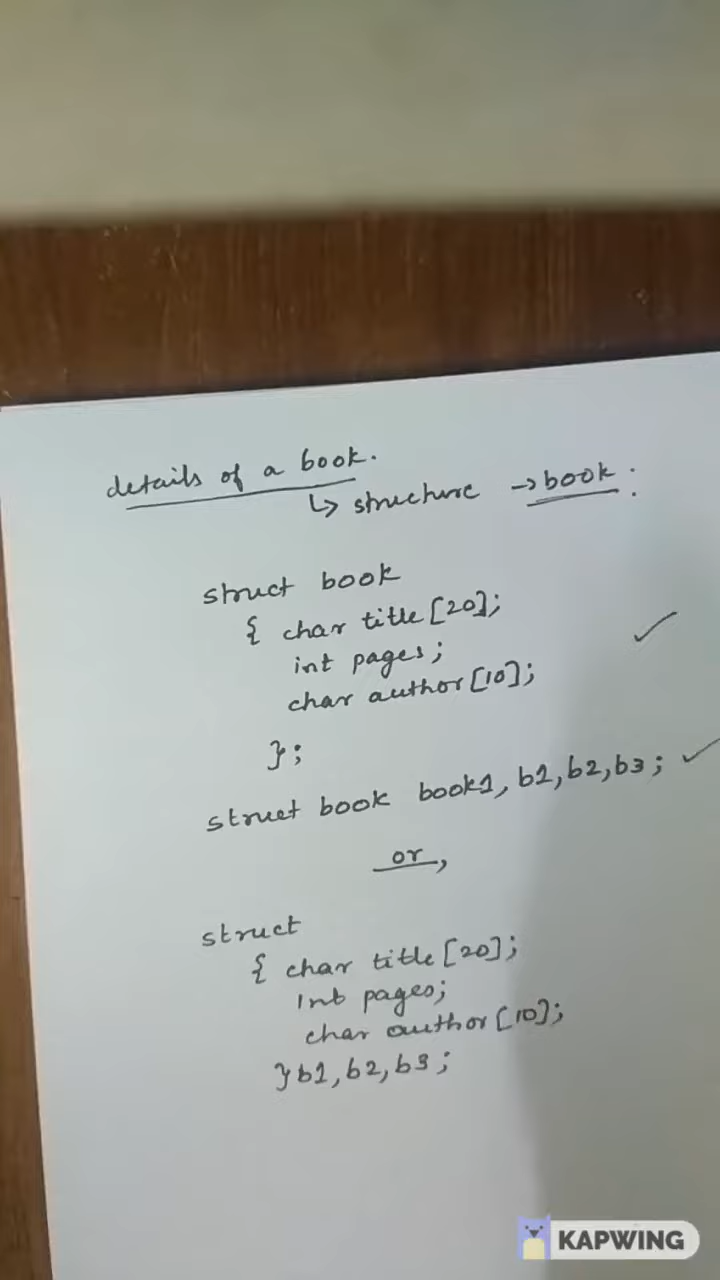 details of a book.
↳ structure → book :
struct book
{ char title [20];
int pages;
char author [10];
};
struct book book1, b1, b2, b3;
or,
struct
{ char title [20];
int pages;
char author [10];
} b1, b2, b3;
KAPWING